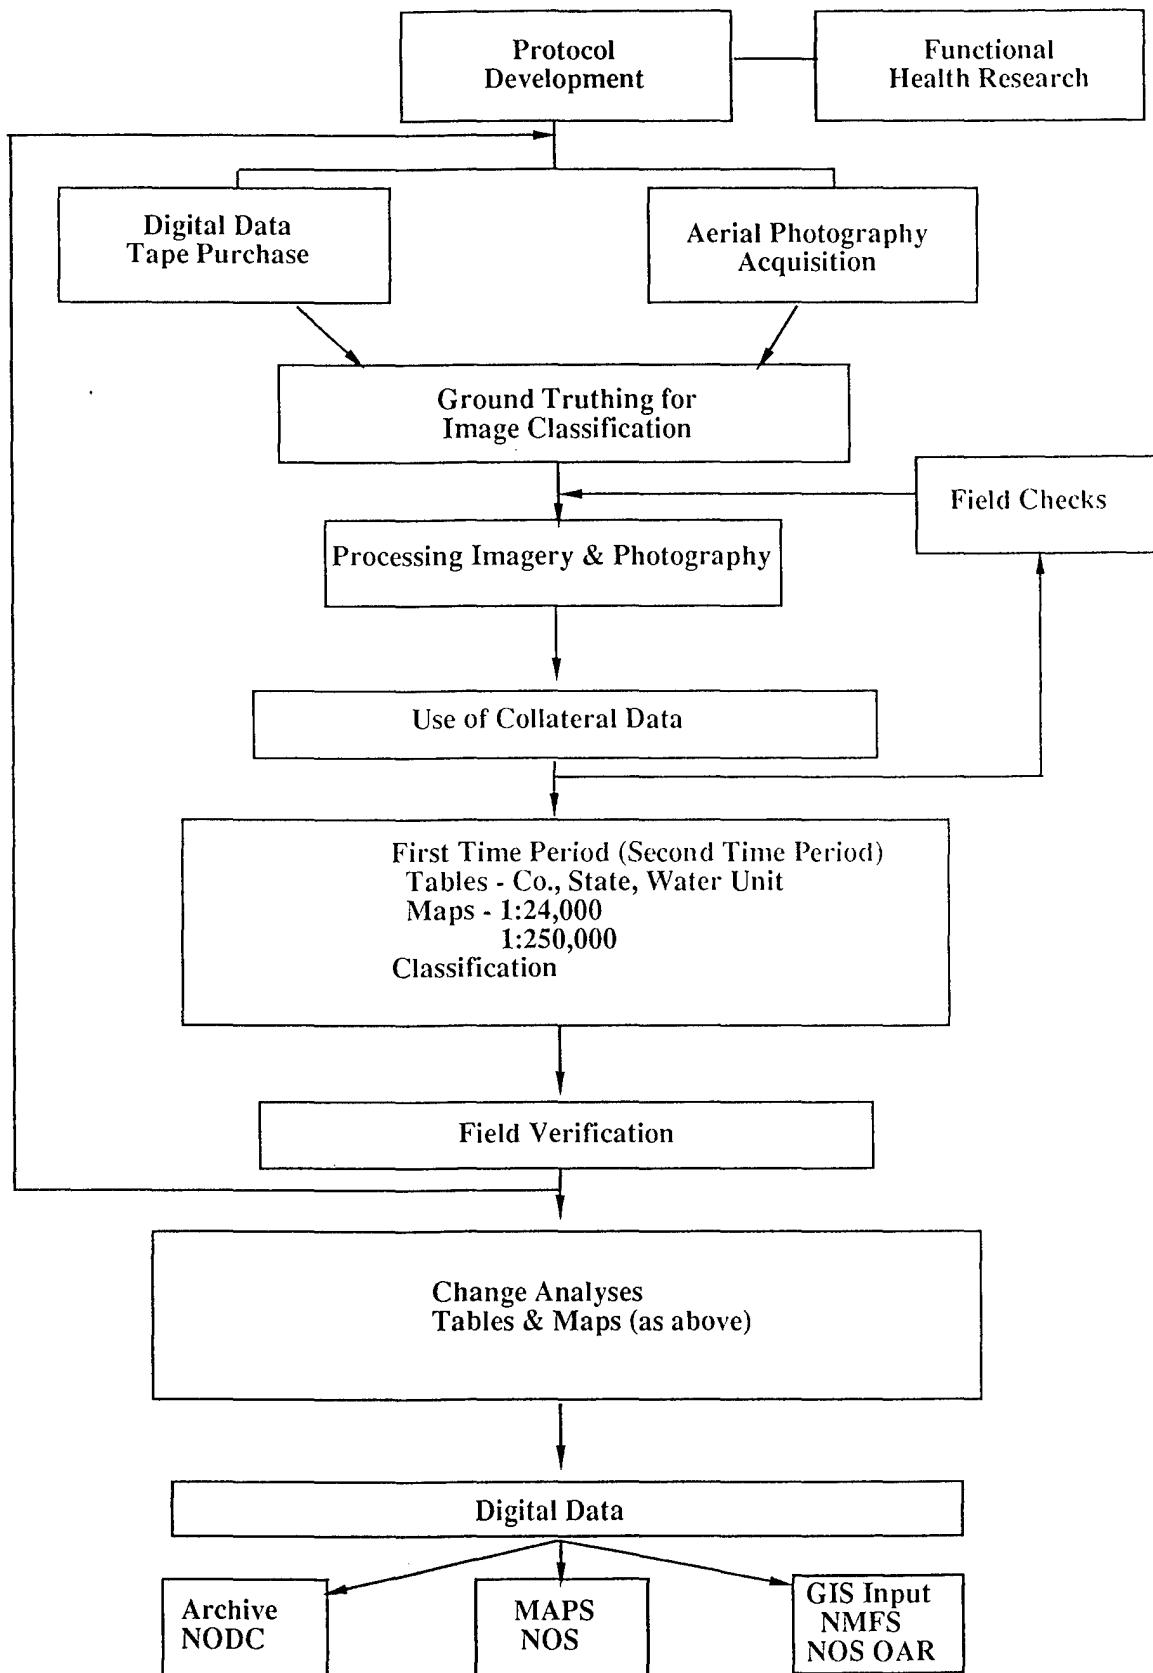 Protocol
Development
Functional
Health Research
Digital Data
Tape Purchase
Aerial Photography
Acquisition
Ground Truthing for
Image Classification
Field Checks
Processing Imagery & Photography
Use of Collateral Data
First Time Period (Second Time Period)
Tables - Co., State, Water Unit
Maps - 1:24,000
1:250,000
Classification
Field Verification
Change Analyses
Tables & Maps (as above)
Digital Data
Archive
NODC
MAPS
NOS
GIS Input
NMFS
NOS OAR